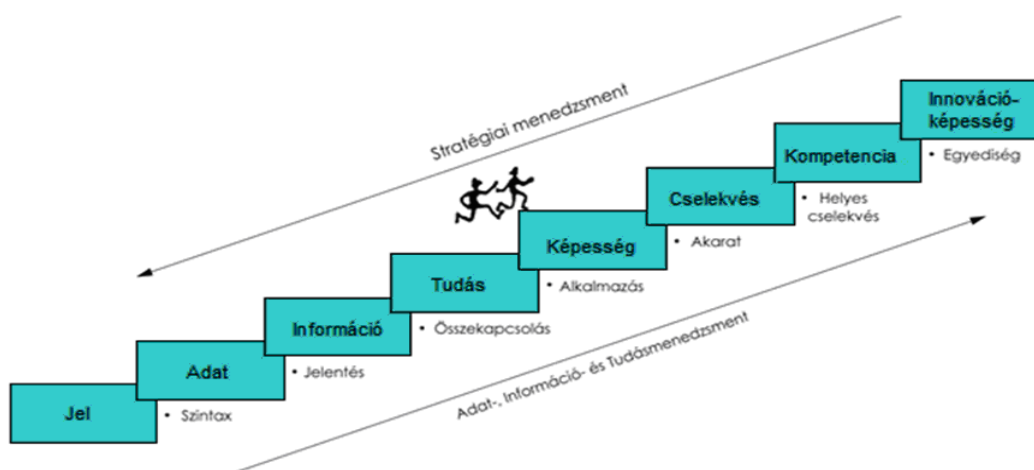 Stratégiai menedzsment
Innováció-
képesség
• Egyediség
Kompetencia
• Helyes
cselekvés
Cselekvés
• Akarat
Képesség
• Alkalmazás
Tudás
• Összekapcsolás
Információ
• Jelentés
Adat
• Szintax
Jel
Adat-, Információ- és Tudásmenedzsment